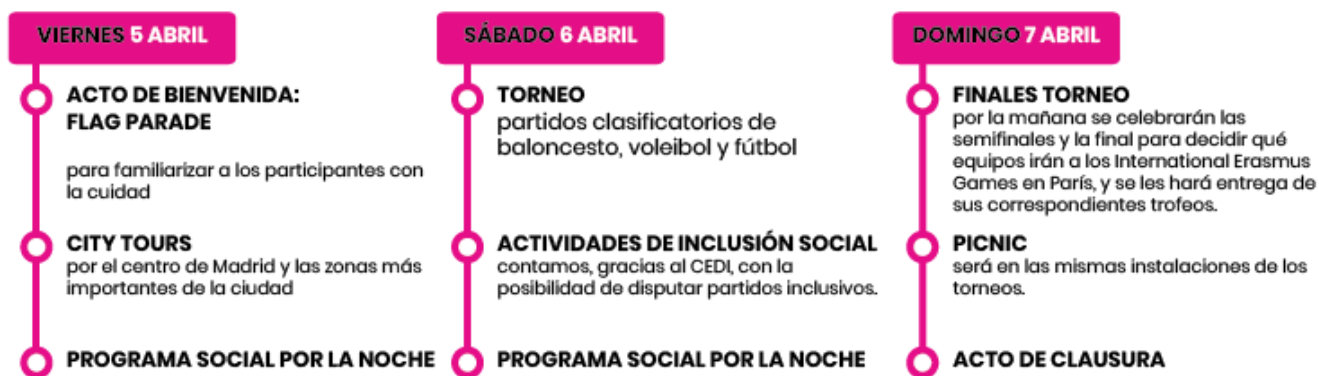 VIERNES 5 ABRIL
ACTO DE BIENVENIDA:
FLAG PARADE
para familiarizar a los participantes con
la cuidad
CITY TOURS
por el centro de Madrid y las zonas más
importantes de la ciudad
PROGRAMA SOCIAL POR LA NOCHE
SÁBADO 6 ABRIL
TORNEO
partidos clasificatorios de
baloncesto, voleibol y fútbol
ACTIVIDADES DE INCLUSIÓN SOCIAL
contamos, gracias al CEDI, con la
posibilidad de disputar partidos inclusivos.
PROGRAMA SOCIAL POR LA NOCHE
DOMINGO 7 ABRIL
FINALES TORNEO
por la mañana se celebrarán las
semifinales y la final para decidir qué
equipos irán a los International Erasmus
Games en París, y se les hará entrega de
sus correspondientes trofeos.
PICNIC
será en las mismas instalaciones de los
torneos.
ACTO DE CLAUSURA